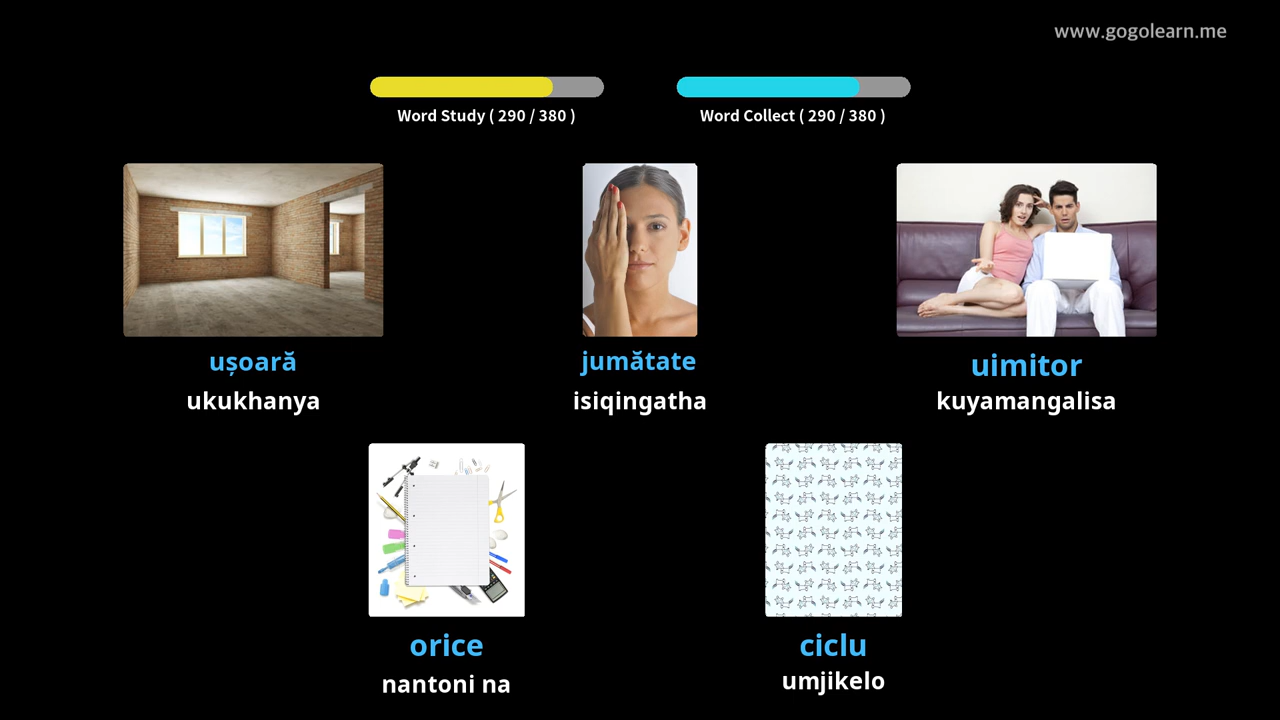 www.gogolearn.me
Word Study ( 290 / 380 )
Word Collect ( 290 / 380 )
ușoară
ukukhanya
jumătate
isiqingatha
uimitor
kuyamangalisa
orice
nantoni na
ciclu
umjikelo